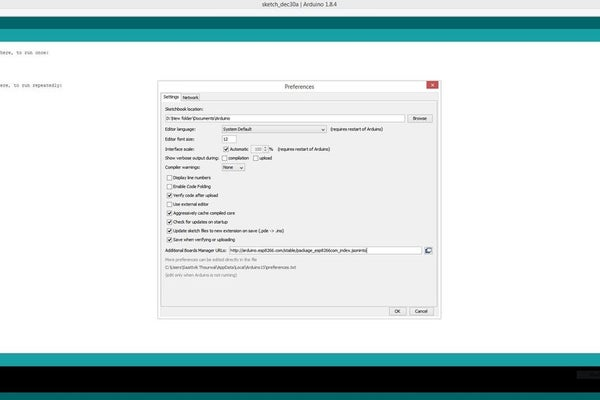 sketch_dec30a | Arduino 1.8.4
here, to run once:
ere, to run repeatedly:
Preferences
Settings Network
Sketchbook location:
D:\New folder\Documents\Arduino
Browse
Editor language: System Default (requires restart of Arduino)
Editor font size: 12
Interface scale: Automatic 100 % (requires restart of Arduino)
Show verbose output during: compilation upload
Compiler warnings: None
Display line numbers
Enable Code Folding
Verify code after upload
Use external editor
Aggressively cache compiled core
Check for updates on startup
Update sketch files to new extension on save (.pde -> .ino)
Save when verifying or uploading
Additional Boards Manager URLs: http://arduino.esp8266.com/stable/package_esp8266com_index.jsonintö
More preferences can be edited directly in the file
C:\Users\Saatvik Thourwal\AppData\Local\Arduino15\preferences.txt
(edit only when Arduino is not running)
OK Cancel